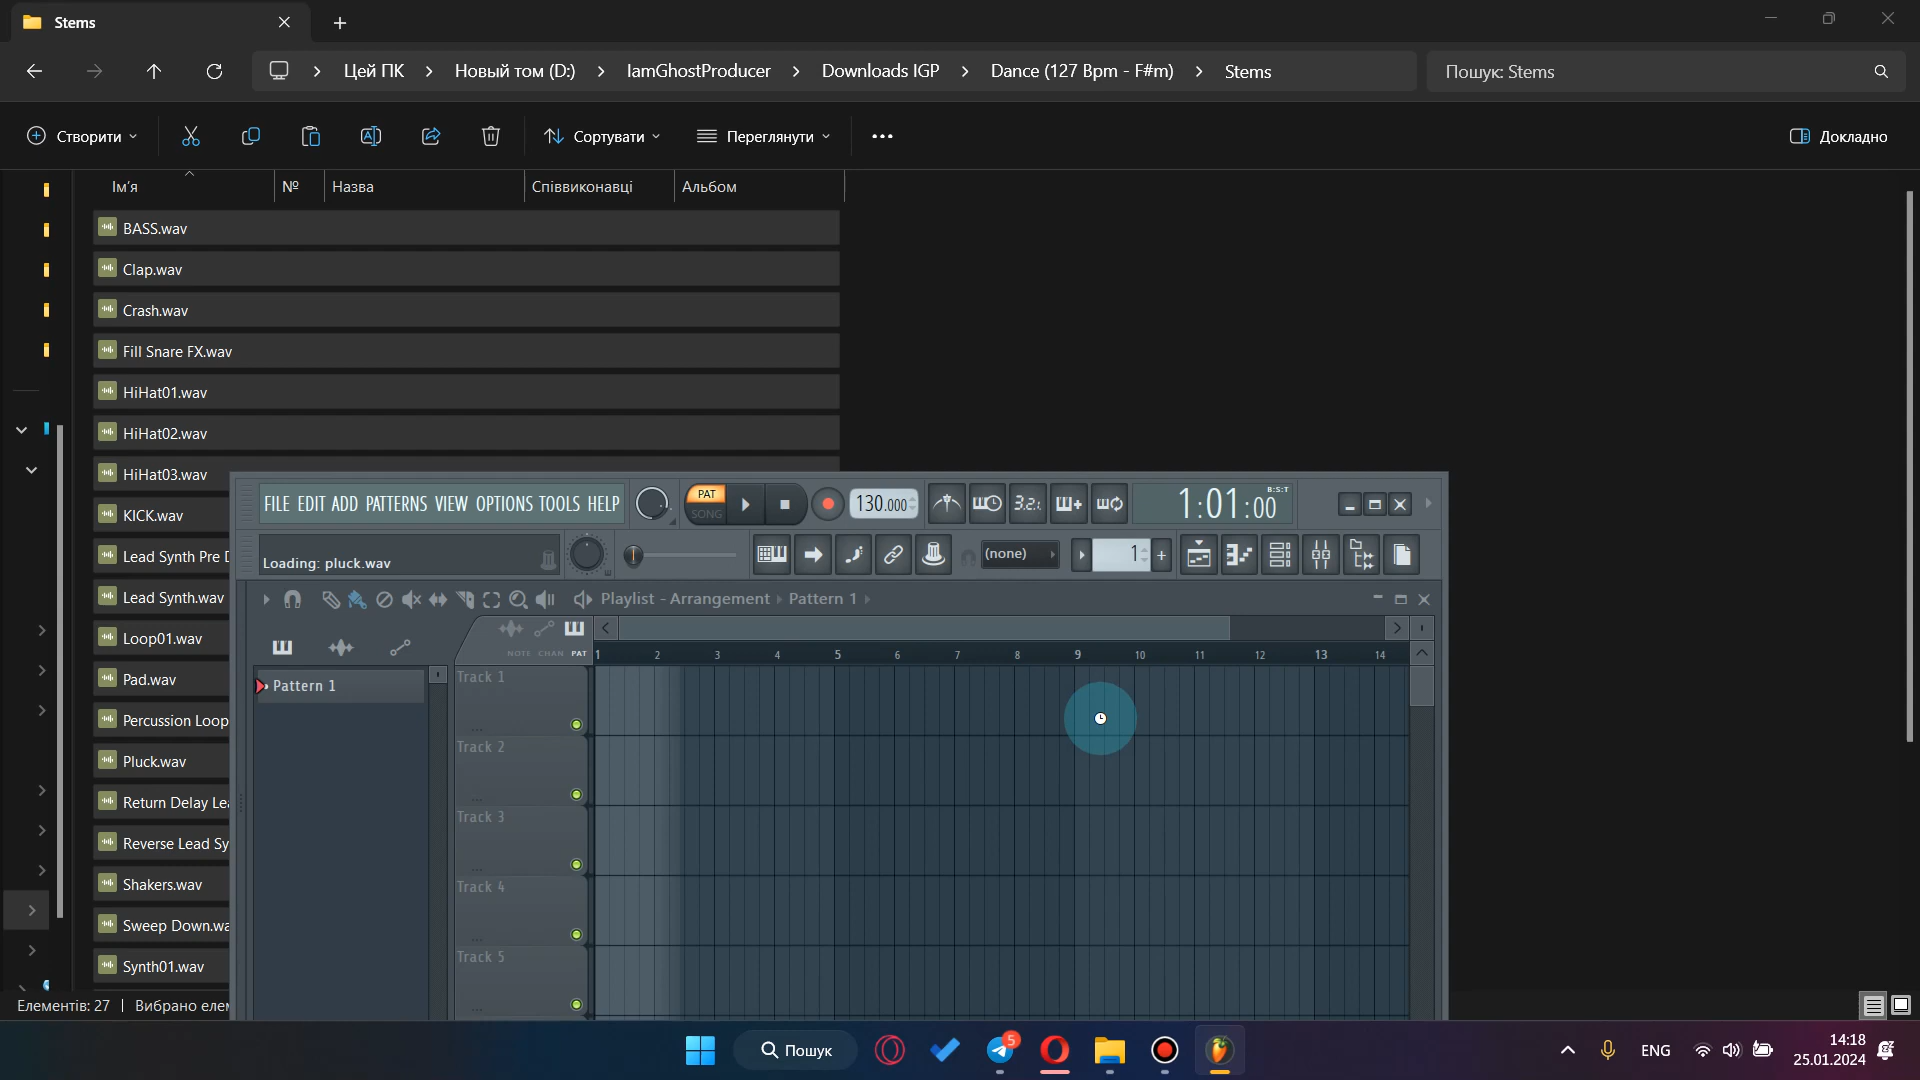 Stems
Цей ПК
Новый том (D:)
IamGhostProducer
Downloads IGP
Dance (127 Bpm - F#m)
Stems
Пошук: Stems
Створити
Сортувати
Переглянути
Докладно
Ім'я
№
Назва
Співвиконавці
Альбом
BASS.wav
Clap.wav
Crash.wav
Fill Snare FX.wav
HiHat01.wav
HiHat02.wav
HiHat03.wav
KICK.wav
Lead Synth Pre
Lead Synth.wav
Loop01.wav
Pad.wav
Percussion Loop
Pluck.wav
Return Delay
Reverse Lead
Shakers.wav
Sweep Down.
Synth01.wav
Елементів: 27
Вибрано
FILE EDIT ADD PATTERNS VIEW OPTIONS TOOLS HELP
PAT
SONG
130.000
3.2.
1:01:00
B:S:T
Loading: pluck.wav
(none)
1
Playlist - Arrangement
Pattern 1
NOTE CHAN PAT
1 2 3 4 5 6 7 8 9 10 11 12 13 14
Pattern 1
Track 1
Track 2
Track 3
Track 4
Track 5
Пошук
5
ENG
14:18
25.01.2024